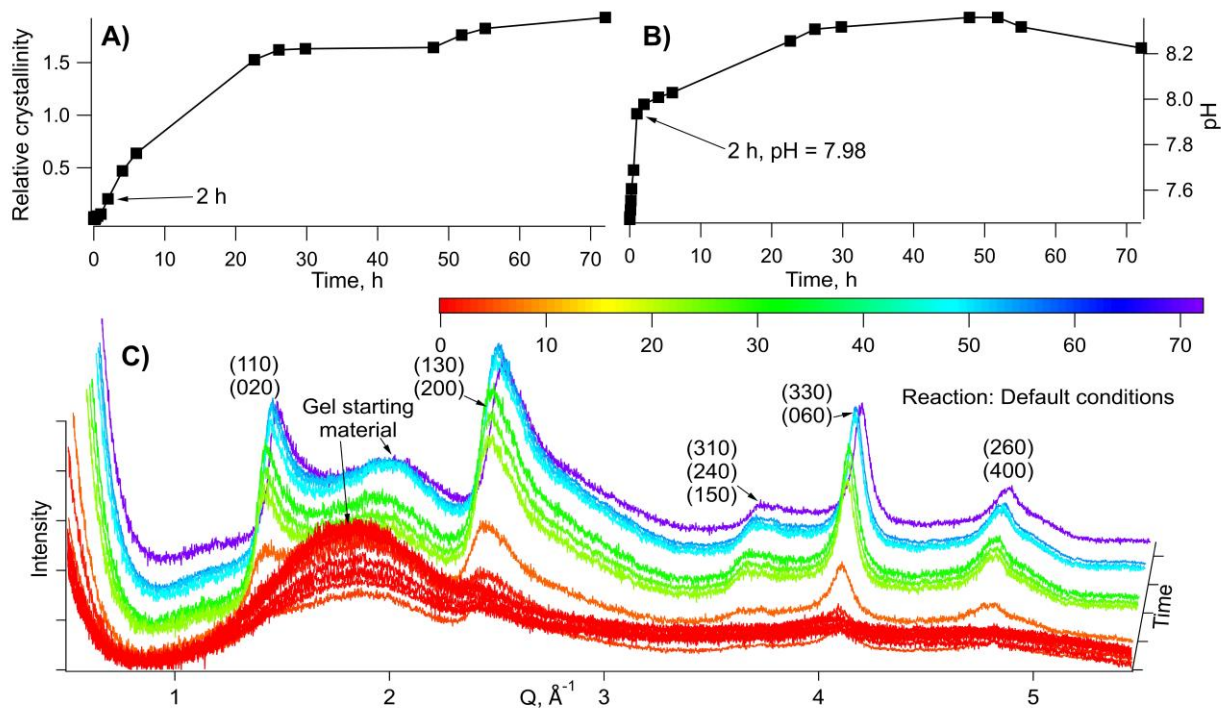 A)
Relative crystallinity
1.5
1.0
0.5
2 h
0 10 20 30 40 50 60 70
Time, h
B)
8.2
8.0
7.8
7.6
pH
2 h, pH = 7.98
0 10 20 30 40 50 60 70
Time, h
0 10 20 30 40 50 60 70
C)
(110)
(020)
Gel starting
material
(130)
(200)
(310)
(240)
(150)
(330)
(060)
Reaction: Default conditions
(260)
(400)
Intensity
Time
1 2 3 4 5
Q, Å⁻¹